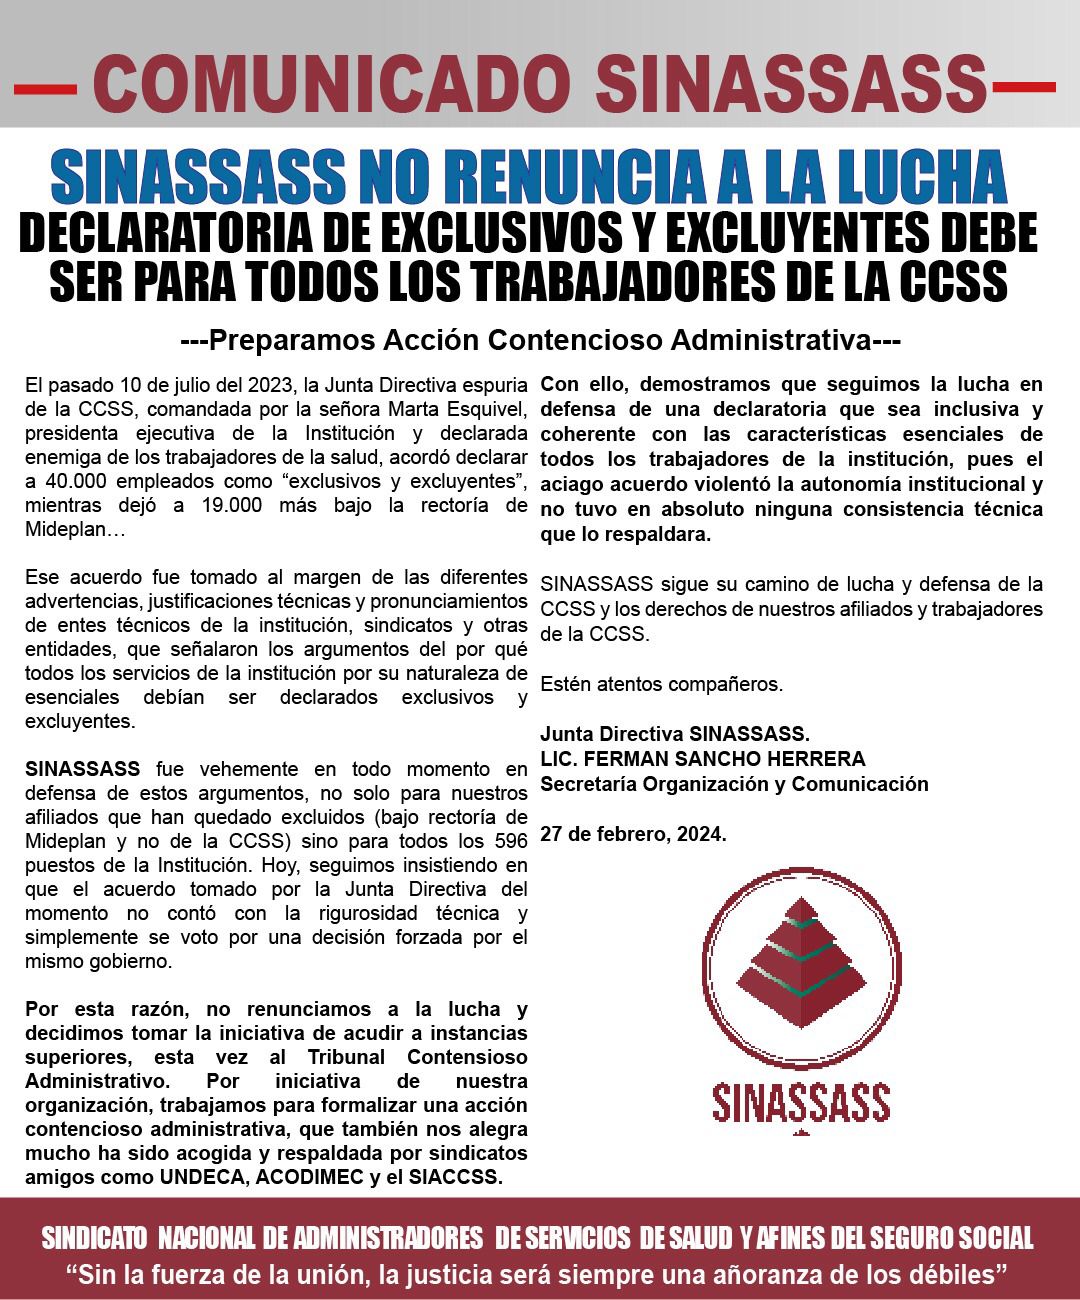 COMUNICADO SINASSASS
SINASSASS NO RENUNCIA A LA LUCHA
DECLARATORIA DE EXCLUSIVOS Y EXCLUYENTES DEBE
SER PARA TODOS LOS TRABAJADORES DE LA CCSS
---Preparamos Acción Contencioso Administrativa---
El pasado 10 de julio del 2023, la Junta Directiva espuria
de la CCSS, comandada por la señora Marta Esquivel,
presidenta ejecutiva de la Institución y declarada
enemiga de los trabajadores de la salud, acordó declarar
a 40.000 empleados como “exclusivos y excluyentes”,
mientras dejó a 19.000 más bajo la rectoría de
Mideplan…
Ese acuerdo fue tomado al margen de las diferentes
advertencias, justificaciones técnicas y pronunciamientos
de entes técnicos de la institución, sindicatos y otras
entidades, que señalaron los argumentos del por qué
todos los servicios de la institución por su naturaleza de
esenciales debían ser declarados exclusivos y
excluyentes.
SINASSASS fue vehemente en todo momento en
defensa de estos argumentos, no solo para nuestros
afiliados que han quedado excluidos (bajo rectoría de
Mideplan y no de la CCSS) sino para todos los 596
puestos de la Institución. Hoy, seguimos insistiendo en
que el acuerdo tomado por la Junta Directiva del
momento no contó con la rigurosidad técnica y
simplemente se voto por una decisión forzada por el
mismo gobierno.
Por esta razón, no renunciamos a la lucha y
decidimos tomar la iniciativa de acudir a instancias
superiores, esta vez al Tribunal Contensioso
Administrativo. Por iniciativa de nuestra
organización, trabajamos para formalizar una acción
contencioso administrativa, que también nos alegra
mucho ha sido acogida y respaldada por sindicatos
amigos como UNDECA, ACODIMEC y el SIACCSS.
Con ello, demostramos que seguimos la lucha en
defensa de una declaratoria que sea inclusiva y
coherente con las características esenciales de
todos los trabajadores de la institución, pues el
aciago acuerdo violentó la autonomía institucional y
no tuvo en absoluto ninguna consistencia técnica
que lo respaldara.
SINASSASS sigue su camino de lucha y defensa de la
CCSS y los derechos de nuestros afiliados y trabajadores
de la CCSS.
Estén atentos compañeros.
Junta Directiva SINASSASS.
LIC. FERMAN SANCHO HERRERA
Secretaría Organización y Comunicación
27 de febrero, 2024.
SINASSASS
SINDICATO NACIONAL DE ADMINISTRADORES DE SERVICIOS DE SALUD Y AFINES DEL SEGURO SOCIAL
“Sin la fuerza de la unión, la justicia será siempre una añoranza de los débiles”